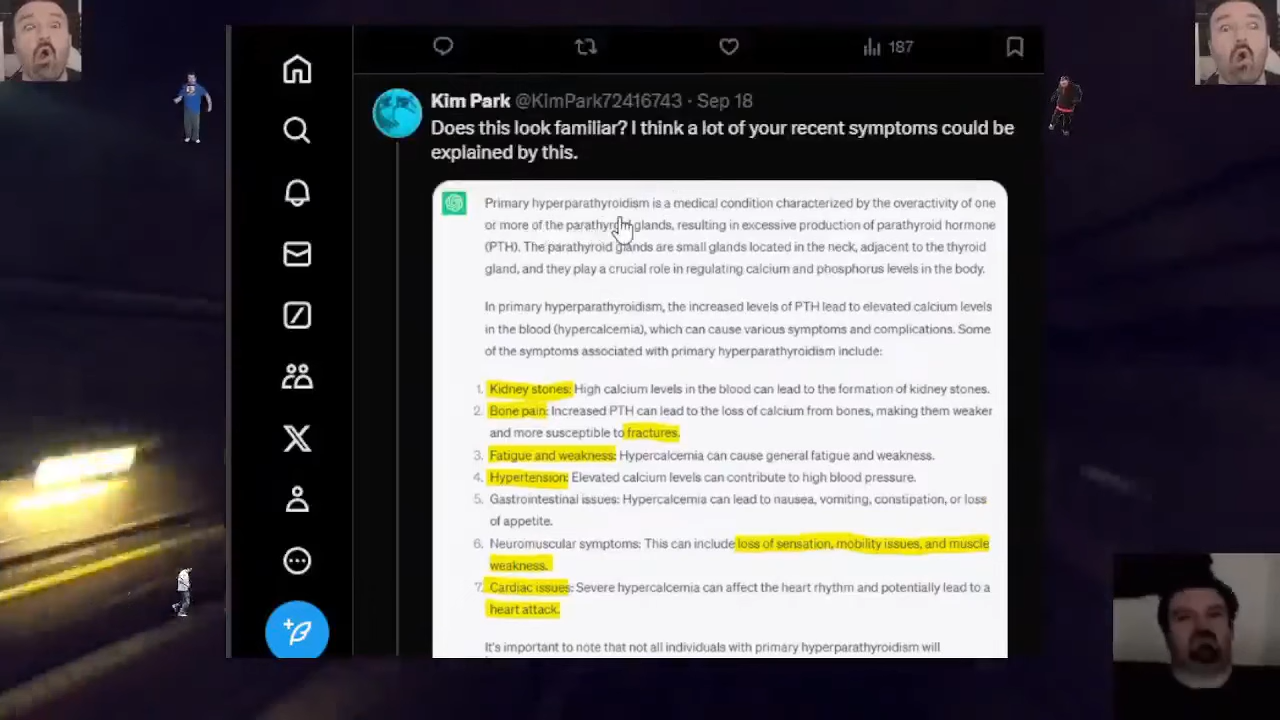 187
Kim Park @KimPark72416743 · Sep 18
Does this look familiar? I think a lot of your recent symptoms could be
explained by this.
Primary hyperparathyroidism is a medical condition characterized by the overactivity of one
or more of the parathyroid glands, resulting in excessive production of parathyroid hormone
(PTH). The parathyroid glands are small glands located in the neck, adjacent to the thyroid
gland, and they play a crucial role in regulating calcium and phosphorus levels in the body.
In primary hyperparathyroidism, the increased levels of PTH lead to elevated calcium levels
in the blood (hypercalcemia), which can cause various symptoms and complications. Some
of the symptoms associated with primary hyperparathyroidism include:
1. Kidney stones: High calcium levels in the blood can lead to the formation of kidney stones.
2. Bone pain: Increased PTH can lead to the loss of calcium from bones, making them weaker
and more susceptible to fractures.
3. Fatigue and weakness: Hypercalcemia can cause general fatigue and weakness.
4. Hypertension: Elevated calcium levels can contribute to high blood pressure.
5. Gastrointestinal issues: Hypercalcemia can lead to nausea, vomiting, constipation, or loss
of appetite.
6. Neuromuscular symptoms: This can include loss of sensation, mobility issues, and muscle
weakness.
7. Cardiac issues: Severe hypercalcemia can affect the heart rhythm and potentially lead to a
heart attack.
It's important to note that not all individuals with primary hyperparathyroidism will